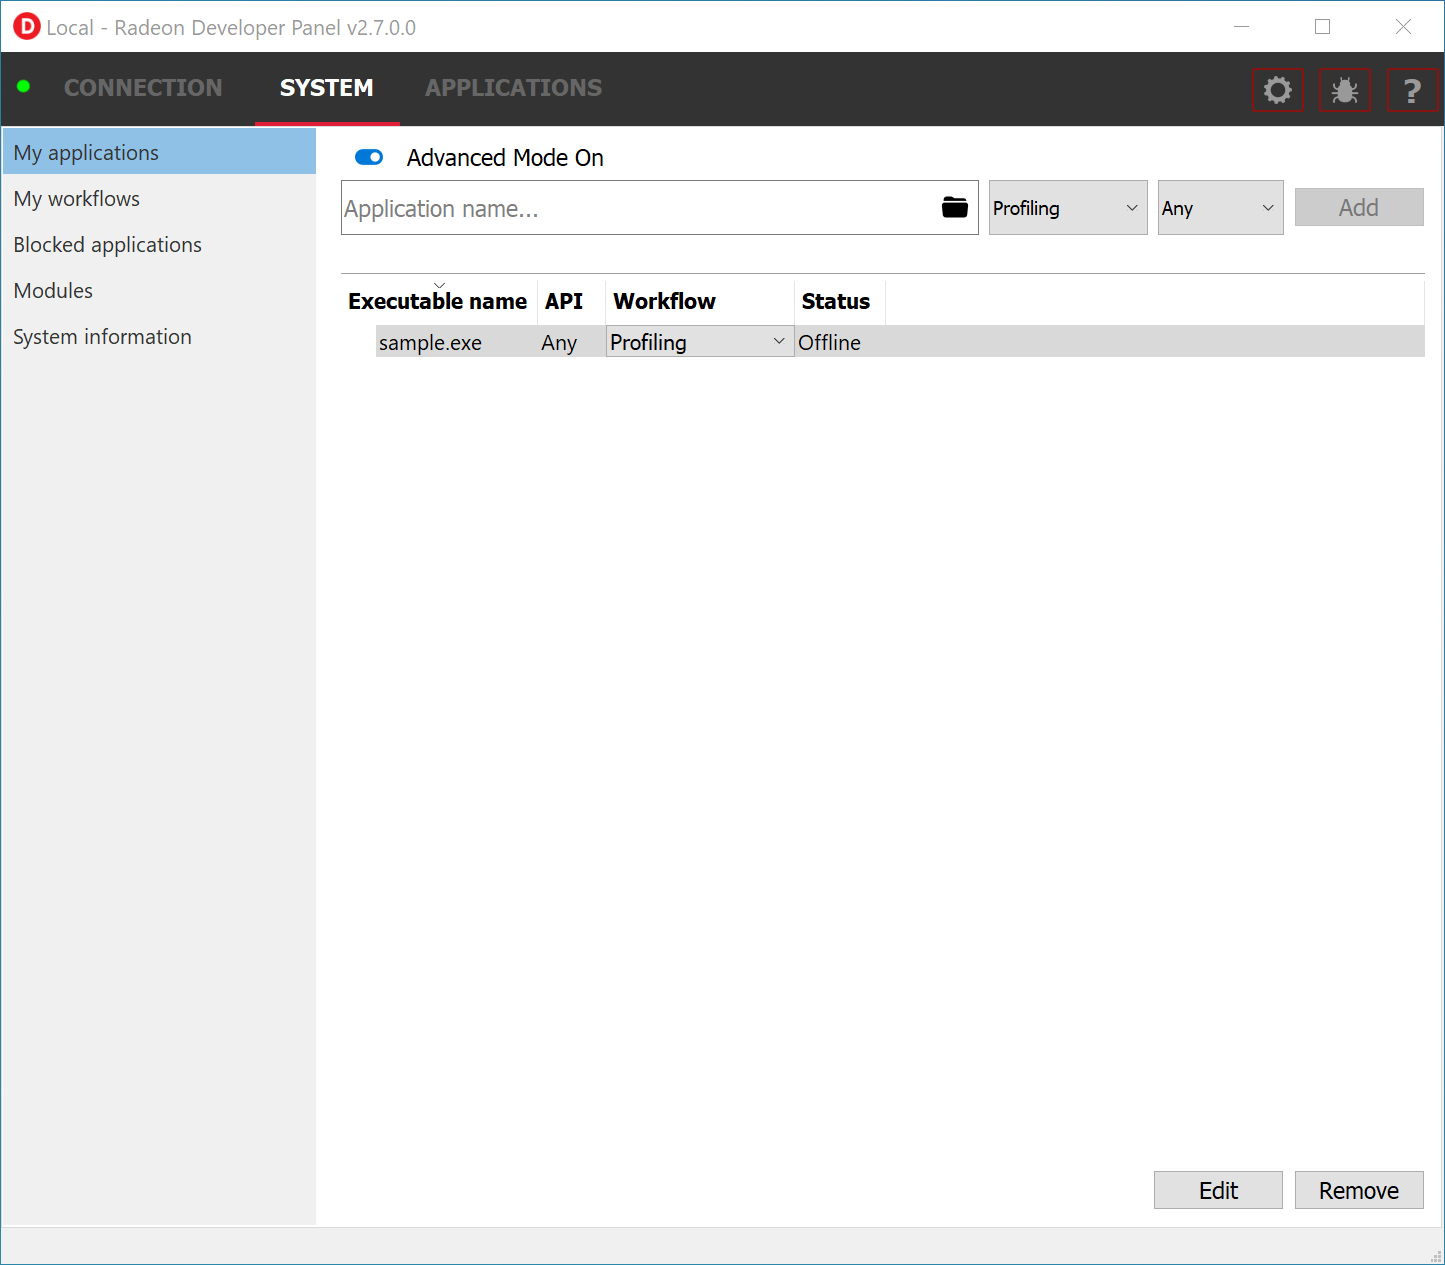 D Local - Radeon Developer Panel v2.7.0.0
CONNECTION SYSTEM APPLICATIONS ?
My applications
My workflows
Blocked applications
Modules
System information
Advanced Mode On
Application name... Profiling Any Add
Executable name API Workflow Status
sample.exe Any Profiling Offline
Edit Remove